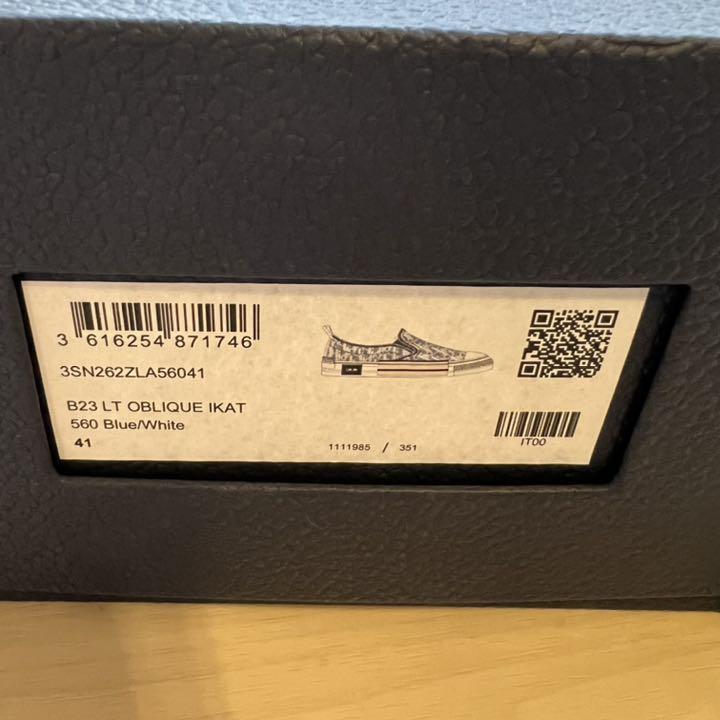 3 616254 871746
3SN262ZLA56041
B23 LT OBLIQUE IKAT
560 Blue/White
41
1111985 / 351
IT00